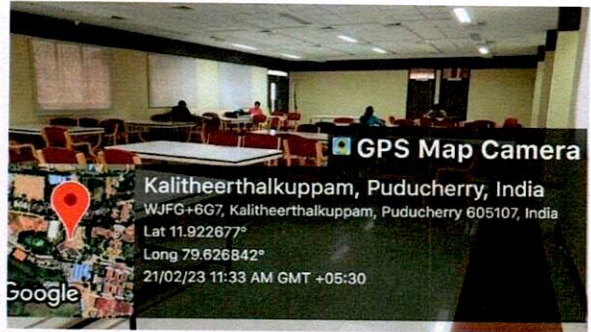 GPS Map Camera
Kalitheerthalkuppam, Puducherry, India
WJFG+6G7, Kalitheerthalkuppam, Puducherry 605107, India
Lat 11.922677°
Long 79.626842°
21/02/23 11:33 AM GMT +05:30
Google